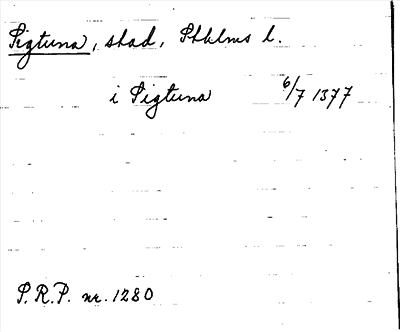 Sigtuna, stad, Sthlms l.
i Sigtuna 6/7 1377
S.R.P. nr. 1280